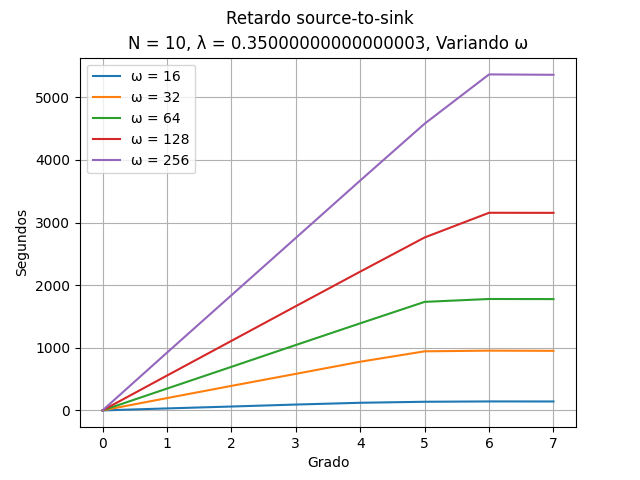 Retardo source-to-sink
N = 10, λ = 0.35000000000000003, Variando ω
ω = 16
ω = 32
ω = 64
ω = 128
ω = 256
5000
4000
3000
2000
1000
0
Segundos
0 1 2 3 4 5 6 7
Grado